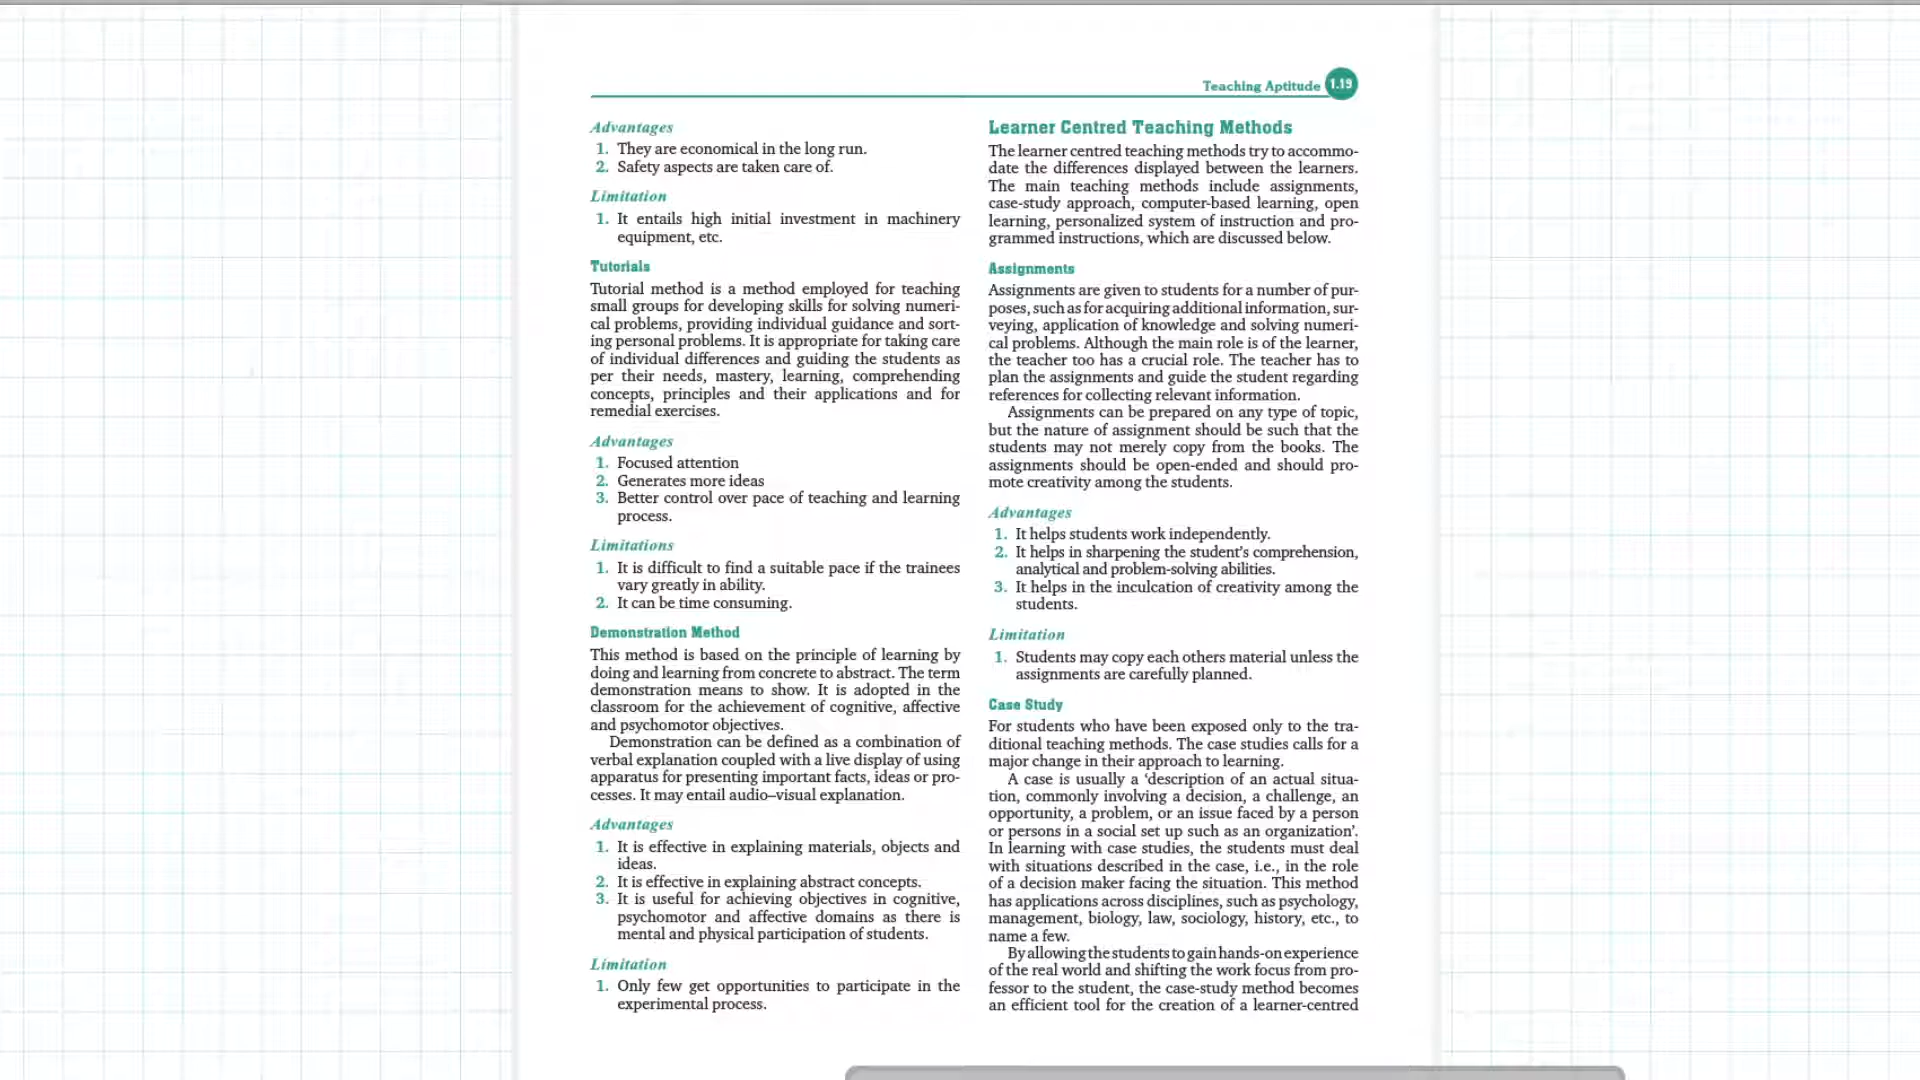 Teaching Aptitude 1.19
Advantages
1. They are economical in the long run.
2. Safety aspects are taken care of.
Limitation
1. It entails high initial investment in machinery
equipment, etc.
Tutorials
Tutorial method is a method employed for teaching
small groups for developing skills for solving numeri-
cal problems, providing individual guidance and sort-
ing personal problems. It is appropriate for taking care
of individual differences and guiding the students as
per their needs, mastery, learning, comprehending
concepts, principles and their applications and for
remedial exercises.
Advantages
1. Focused attention
2. Generates more ideas
3. Better control over pace of teaching and learning
process.
Limitations
1. It is difficult to find a suitable pace if the trainees
vary greatly in ability.
2. It can be time consuming.
Demonstration Method
This method is based on the principle of learning by
doing and learning from concrete to abstract. The term
demonstration means to show. It is adopted in the
classroom for the achievement of cognitive, affective
and psychomotor objectives.
Demonstration can be defined as a combination of
verbal explanation coupled with a live display of using
apparatus for presenting important facts, ideas or pro-
cesses. It may entail audio–visual explanation.
Advantages
1. It is effective in explaining materials, objects and
ideas.
2. It is effective in explaining abstract concepts.
3. It is useful for achieving objectives in cognitive,
psychomotor and affective domains as there is
mental and physical participation of students.
Limitation
1. Only few get opportunities to participate in the
experimental process.
Learner Centred Teaching Methods
The learner centred teaching methods try to accommo-
date the differences displayed between the learners.
The main teaching methods include assignments,
case-study approach, computer-based learning, open
learning, personalized system of instruction and pro-
grammed instructions, which are discussed below.
Assignments
Assignments are given to students for a number of pur-
poses, such as for acquiring additional information, sur-
veying, application of knowledge and solving numeri-
cal problems. Although the main role is of the learner,
the teacher too has a crucial role. The teacher has to
plan the assignments and guide the student regarding
references for collecting relevant information.
Assignments can be prepared on any type of topic,
but the nature of assignment should be such that the
students may not merely copy from the books. The
assignments should be open-ended and should pro-
mote creativity among the students.
Advantages
1. It helps students work independently.
2. It helps in sharpening the student's comprehension,
analytical and problem-solving abilities.
3. It helps in the inculcation of creativity among the
students.
Limitation
1. Students may copy each others material unless the
assignments are carefully planned.
Case Study
For students who have been exposed only to the tra-
ditional teaching methods. The case studies calls for a
major change in their approach to learning.
A case is usually a 'description of an actual situa-
tion, commonly involving a decision, a challenge, an
opportunity, a problem, or an issue faced by a person
or persons in a social set up such as an organization'.
In learning with case studies, the students must deal
with situations described in the case, i.e., in the role
of a decision maker facing the situation. This method
has applications across disciplines, such as psychology,
management, biology, law, sociology, history, etc., to
name a few.
By allowing the students to gain hands-on experience
of the real world and shifting the work focus from pro-
fessor to the student, the case-study method becomes
an efficient tool for the creation of a learner-centred